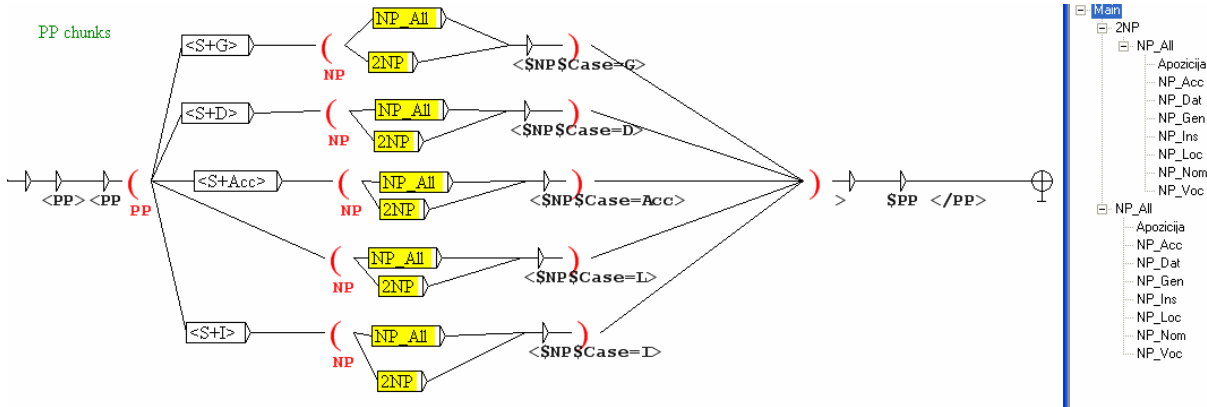 PP chunks
<S+G>
(
NP_All
2NP
)
NP
<$NP$Case=G>
<S+D>
(
NP_All
2NP
)
NP
<$NP$Case=D>
<PP> <PP
(
PP
<S+Acc>
(
NP_All
2NP
)
NP
<$NP$Case=Acc>
)
>
$PP </PP>
(
NP_All
2NP
)
NP
<$NP$Case=L>
<S+I>
(
NP_All
2NP
)
NP
<$NP$Case=I>
Main
2NP
NP_All
Apozicija
NP_Acc
NP_Dat
NP_Gen
NP_Ins
NP_Loc
NP_Nom
NP_Voc
NP_All
Apozicija
NP_Acc
NP_Dat
NP_Gen
NP_Ins
NP_Loc
NP_Nom
NP_Voc